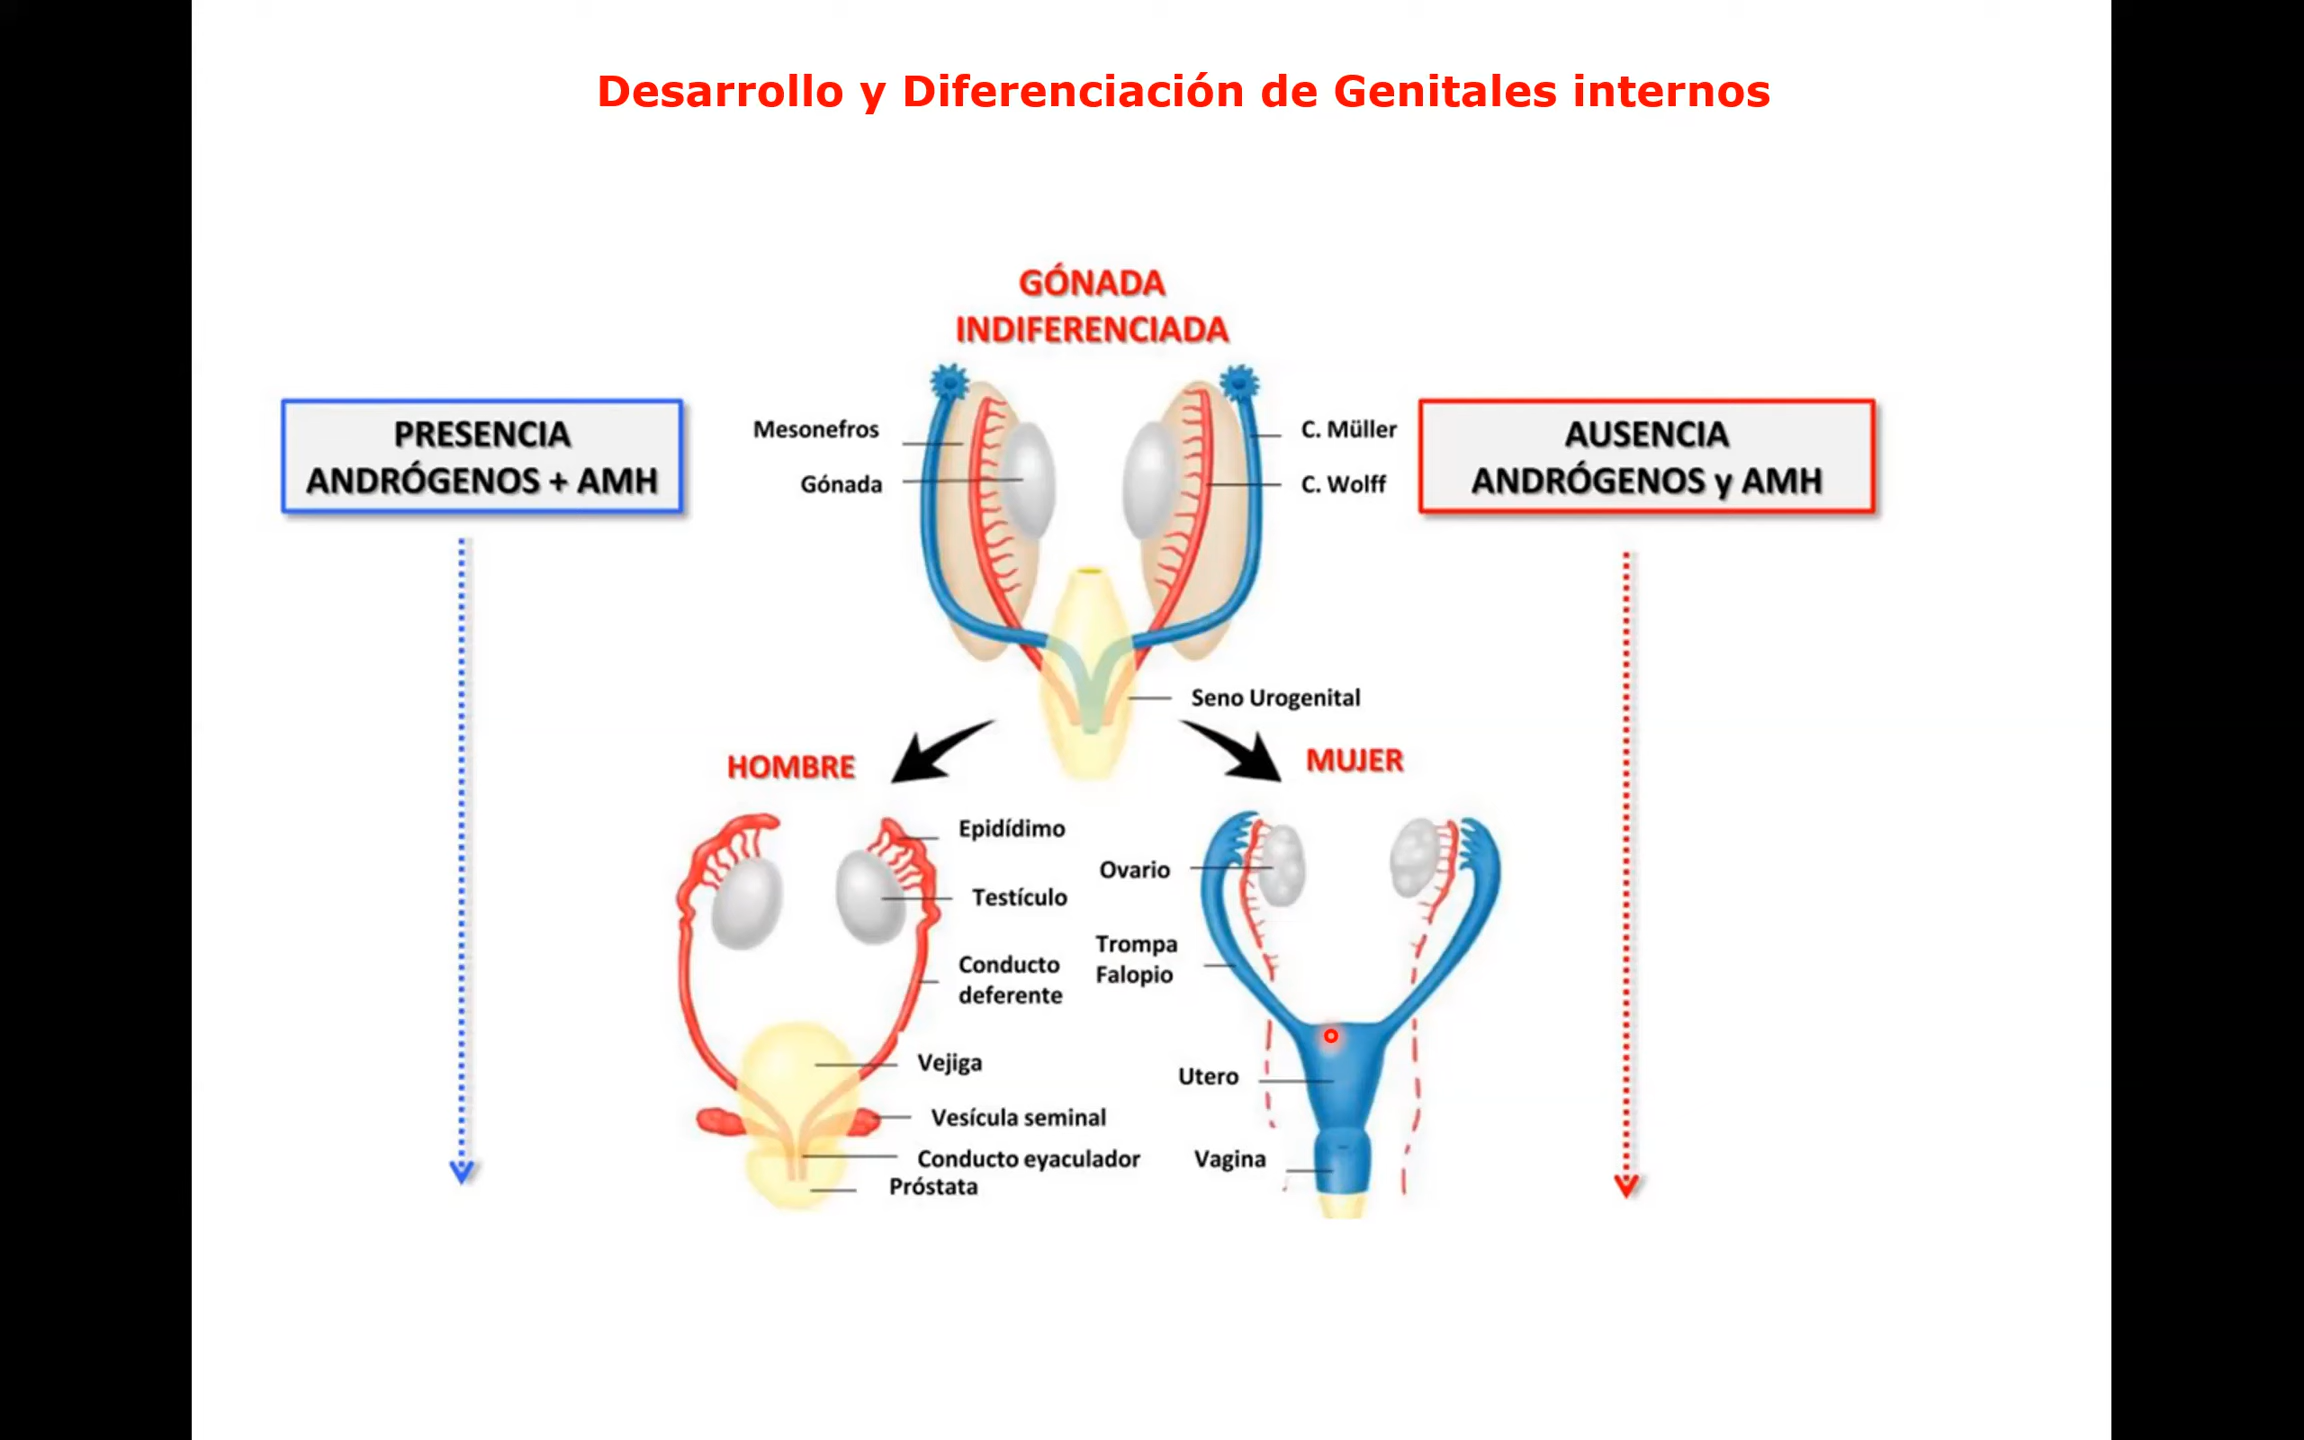 Desarrollo y Diferenciación de Genitales internos
GÓNADA
INDIFERENCIADA
PRESENCIA
ANDRÓGENOS + AMH
Mesonefros
Gónada
C. Müller
C. Wolff
AUSENCIA
ANDRÓGENOS y AMH
Seno Urogenital
HOMBRE
Epidídimo
Testículo
Conducto
deferente
Vejiga
Vesícula seminal
Conducto eyaculador
Próstata
MUJER
Ovario
Trompa
Falopio
Utero
Vagina